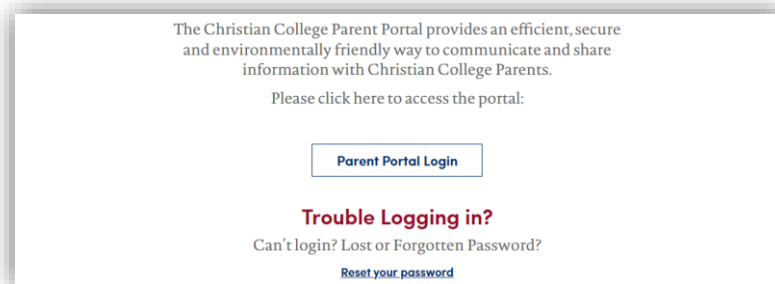 The Christian College Parent Portal provides an efficient, secure
and environmentally friendly way to communicate and share
information with Christian College Parents.
Please click here to access the portal:
Parent Portal Login
Trouble Logging in?
Can't login? Lost or Forgotten Password?
Reset your password